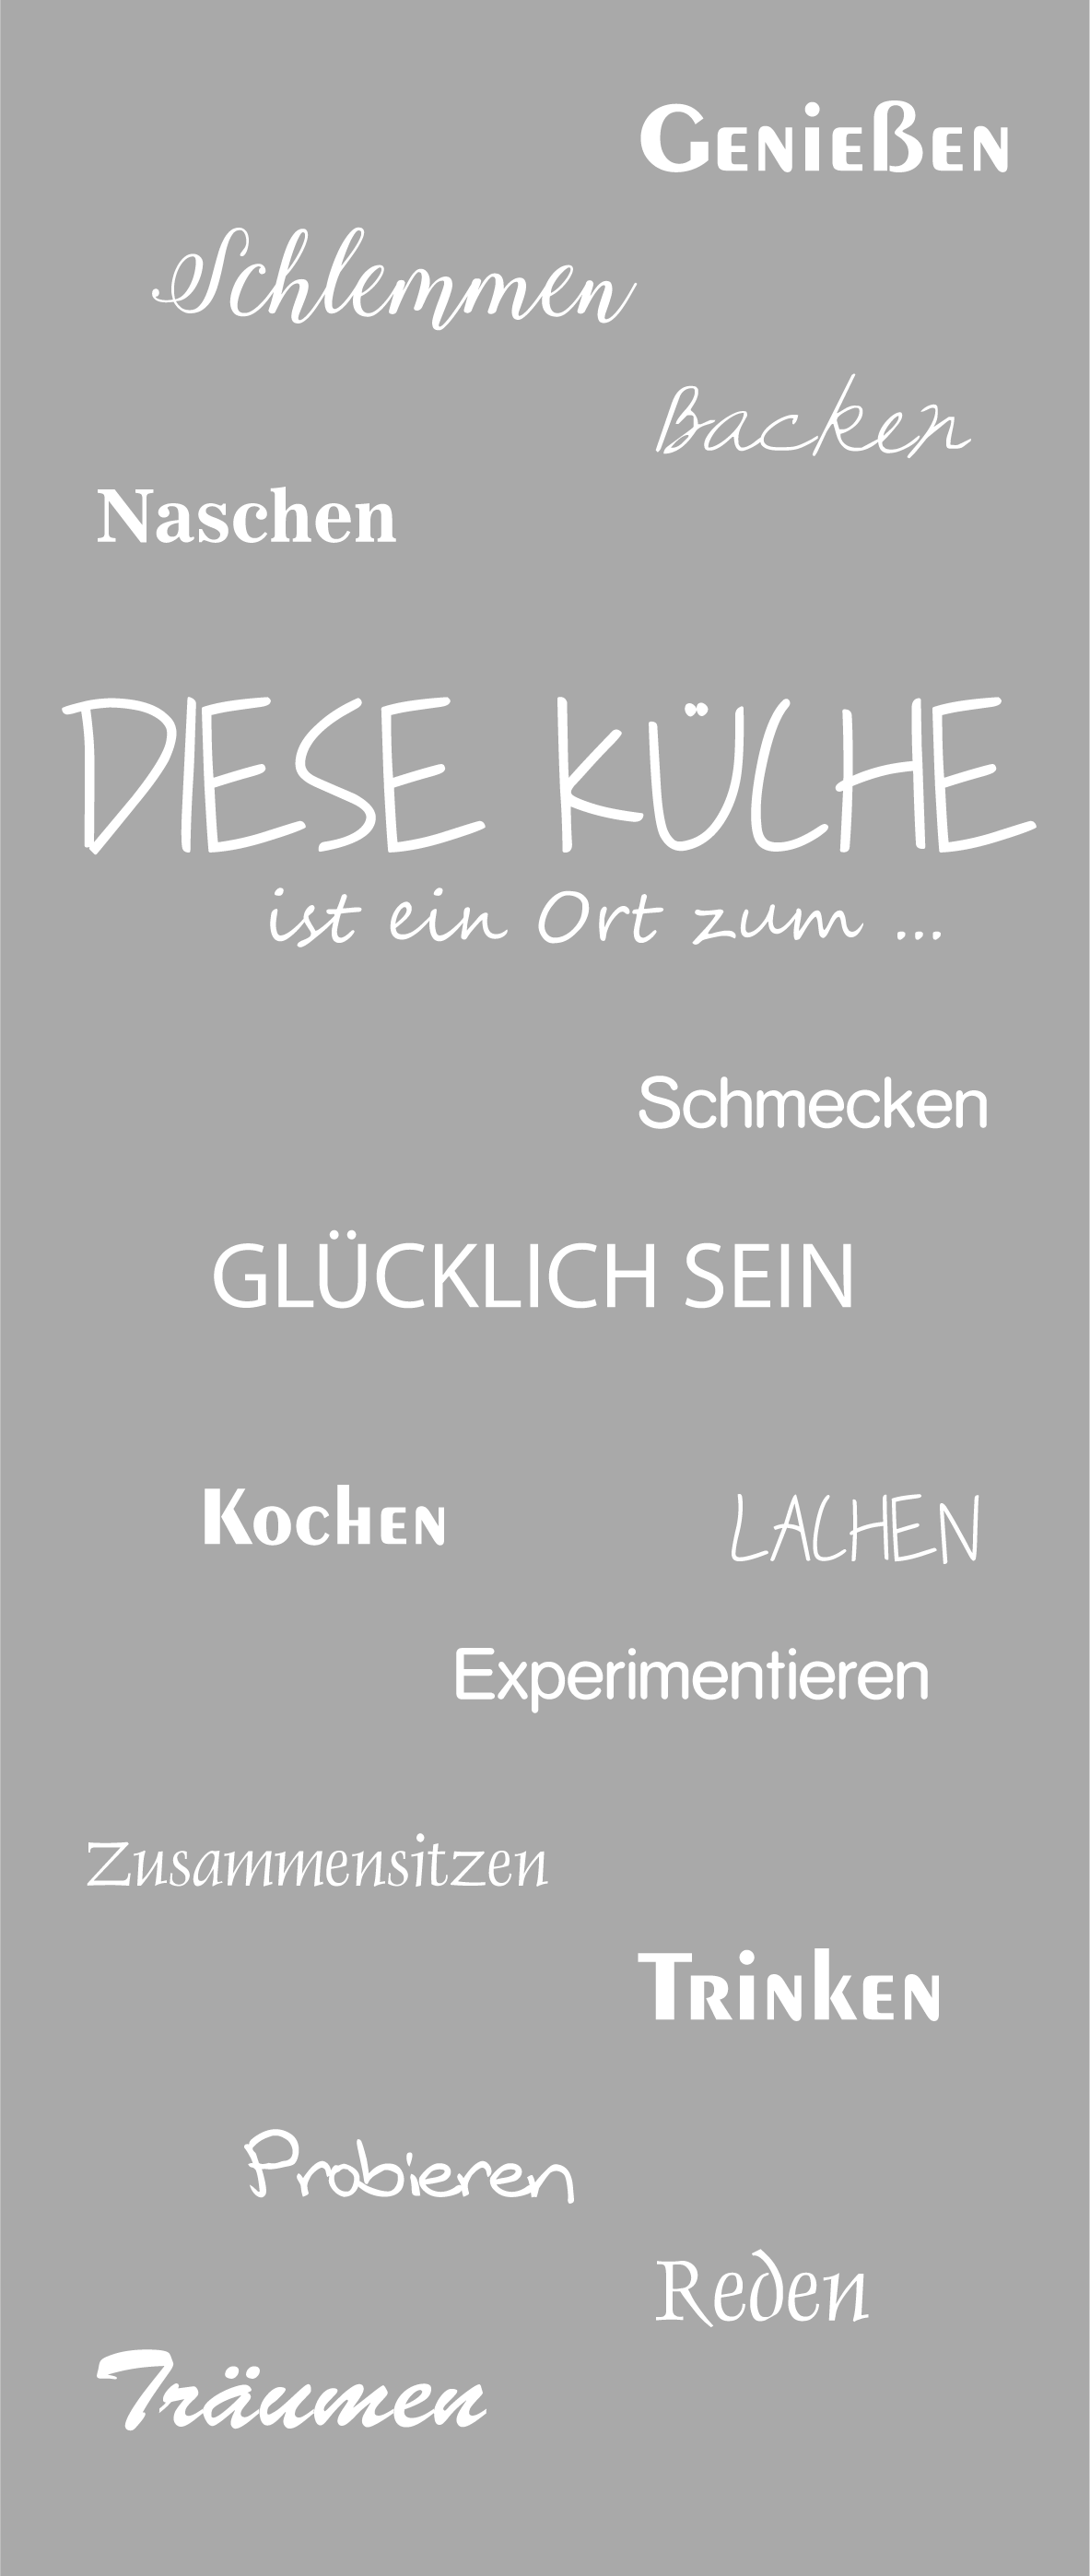 Genießen
Schlemmen
Backen
Naschen
DIESE KÜCHE
ist ein Ort zum ...
Schmecken
GLÜCKLICH SEIN
Kochen
LACHEN
Experimentieren
Zusammensitzen
Trinken
Probieren
Reden
Träumen